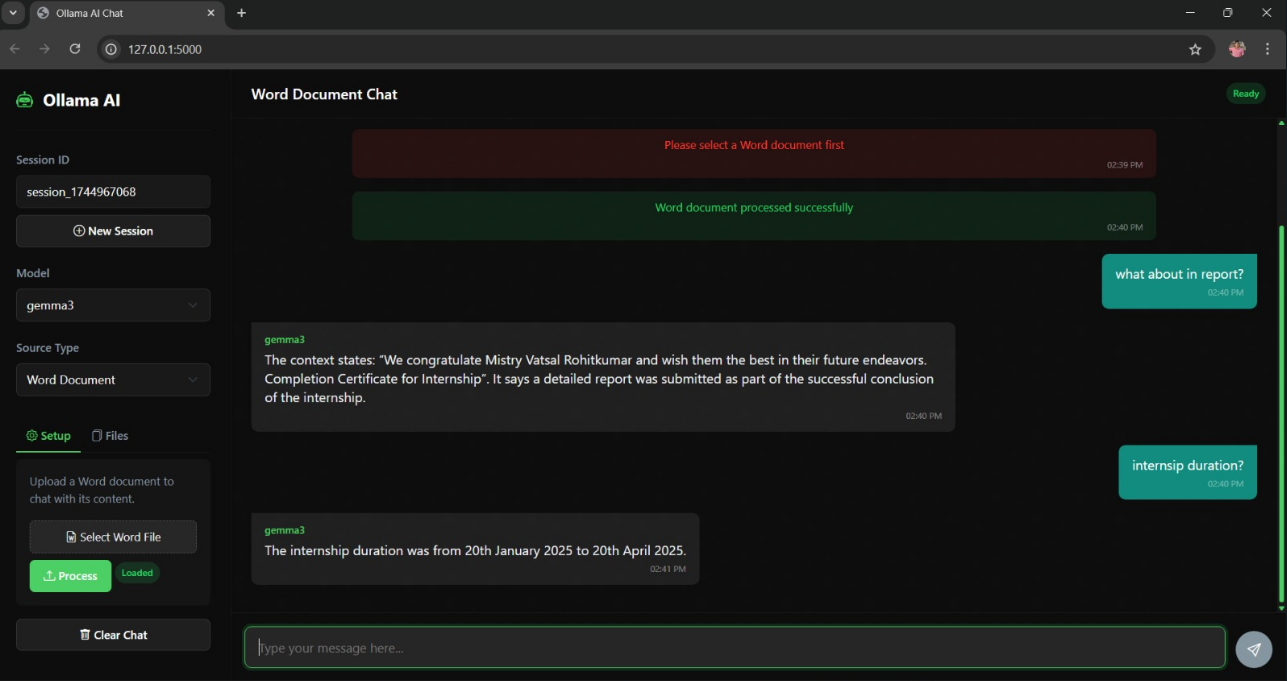 Ollama AI Chat
127.0.0.1:5000
Ollama AI
Session ID
session_1744967068
New Session
Model
gemma3
Source Type
Word Document
Setup
Files
Upload a Word document to
chat with its content.
Select Word File
Process
Loaded
Clear Chat
Word Document Chat
Ready
Please select a Word document first
02:39 PM
Word document processed successfully
02:40 PM
what about in report?
02:40 PM
gemma3
The context states: "We congratulate Mistry Vatsal Rohitkumar and wish them the best in their future endeavors.
Completion Certificate for Internship". It says a detailed report was submitted as part of the successful conclusion
of the internship.
02:40 PM
internsip duration?
02:40 PM
gemma3
The internship duration was from 20th January 2025 to 20th April 2025.
02:41 PM
Type your message here...